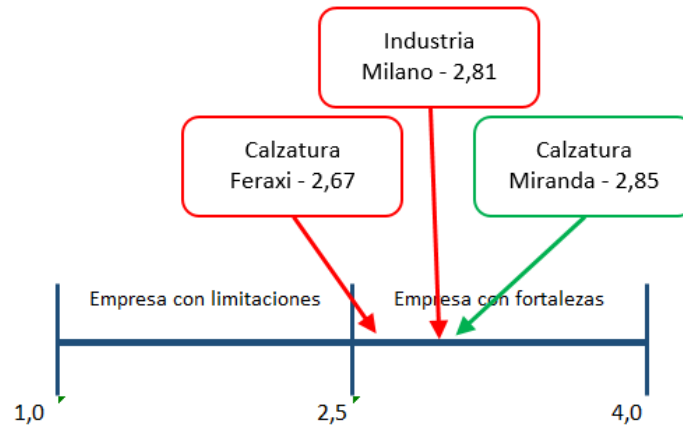 Industria
Milano - 2,81
Calzatura
Feraxi - 2,67
Calzatura
Miranda - 2,85
Empresa con limitaciones
Empresa con fortalezas
1,0
2,5
4,0